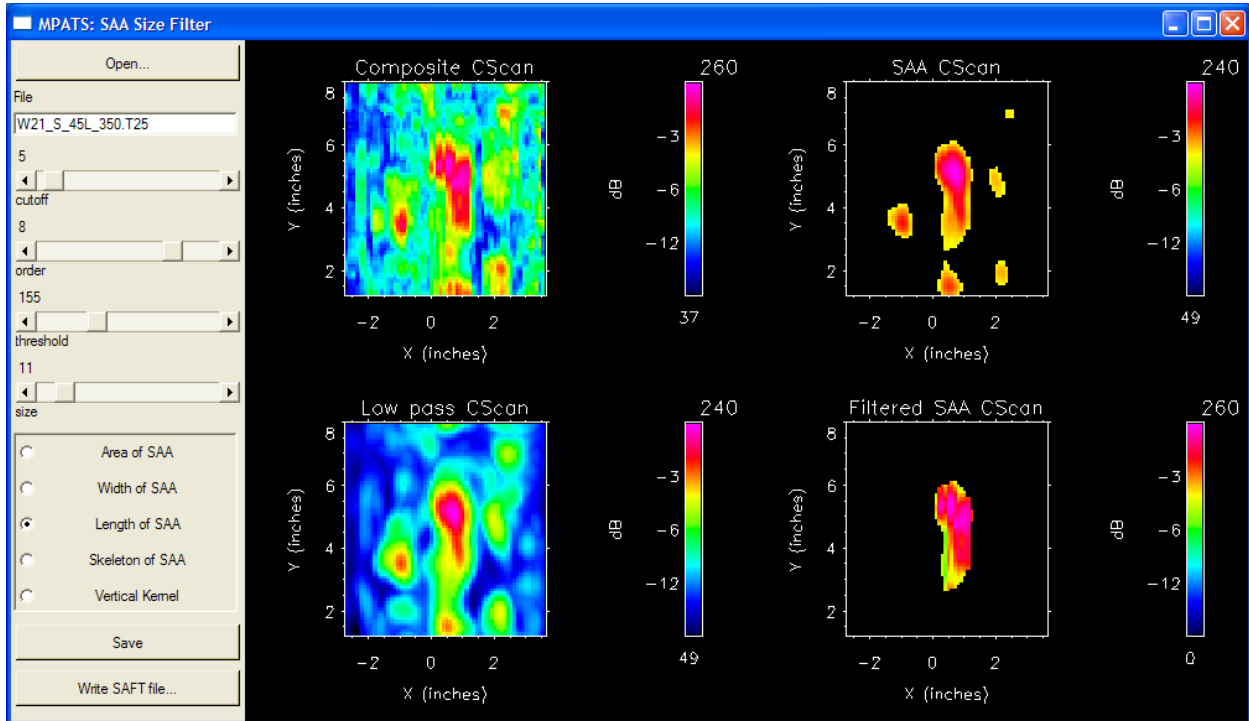 MPATS: SAA Size Filter
Open...
File
W21_S_45L_350.T25
5
cutoff
8
order
155
threshold
11
size
Area of SAA
Width of SAA
Length of SAA
Skeleton of SAA
Vertical Kernel
Save
Write SAFT file...
Composite CScan
260
8
6
4
2
Y (inches)
-2 0 2
X (inches)
dB
-3
-6
-12
37
SAA CScan
240
8
6
4
2
Y (inches)
-2 0 2
X (inches)
dB
-3
-6
-12
49
Low pass CScan
240
8
6
4
2
Y (inches)
-2 0 2
X (inches)
dB
-3
-6
-12
49
Filtered SAA CScan
260
8
6
4
2
Y (inches)
-2 0 2
X (inches)
dB
-3
-6
-12
0